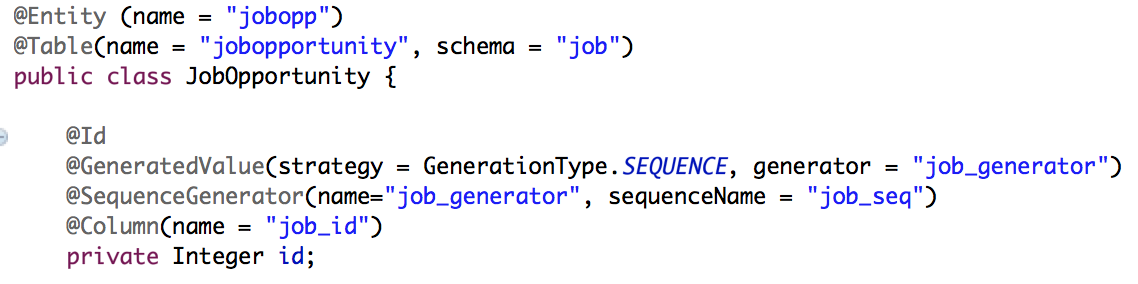 @Entity (name = "jobopp")
@Table(name = "jobopportunity", schema = "job")
public class JobOpportunity {
@Id
@GeneratedValue(strategy = GenerationType.SEQUENCE, generator = "job_generator")
@SequenceGenerator(name="job_generator", sequenceName = "job_seq")
@Column(name = "job_id")
private Integer id;